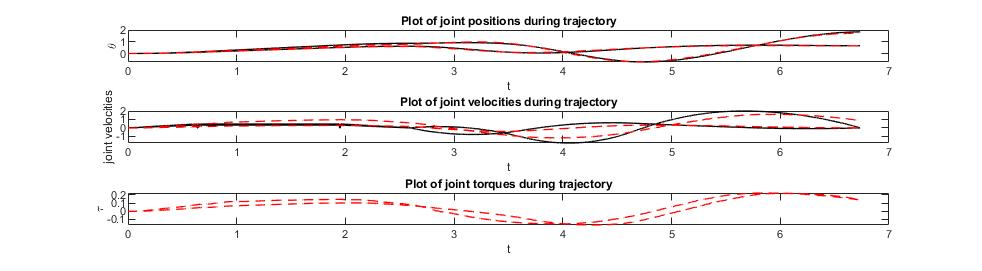 Plot of joint positions during trajectory
2
1
0
θ
0 1 2 3 4 5 6 7
t
Plot of joint velocities during trajectory
2
1
0
-1
joint velocities
0 1 2 3 4 5 6 7
t
Plot of joint torques during trajectory
0.2
0.1
0
-0.1
0 1 2 3 4 5 6 7
t